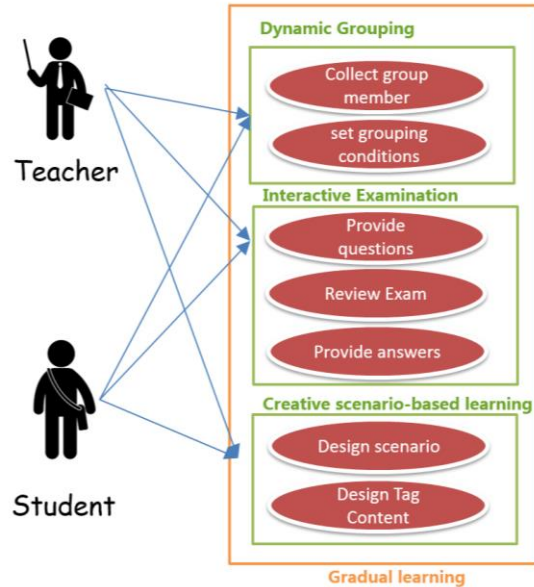 Teacher
Student
Dynamic Grouping
Collect group
member
set grouping
conditions
Interactive Examination
Provide
questions
Review Exam
Provide answers
Creative scenario-based learning
Design scenario
Design Tag
Content
Gradual learning